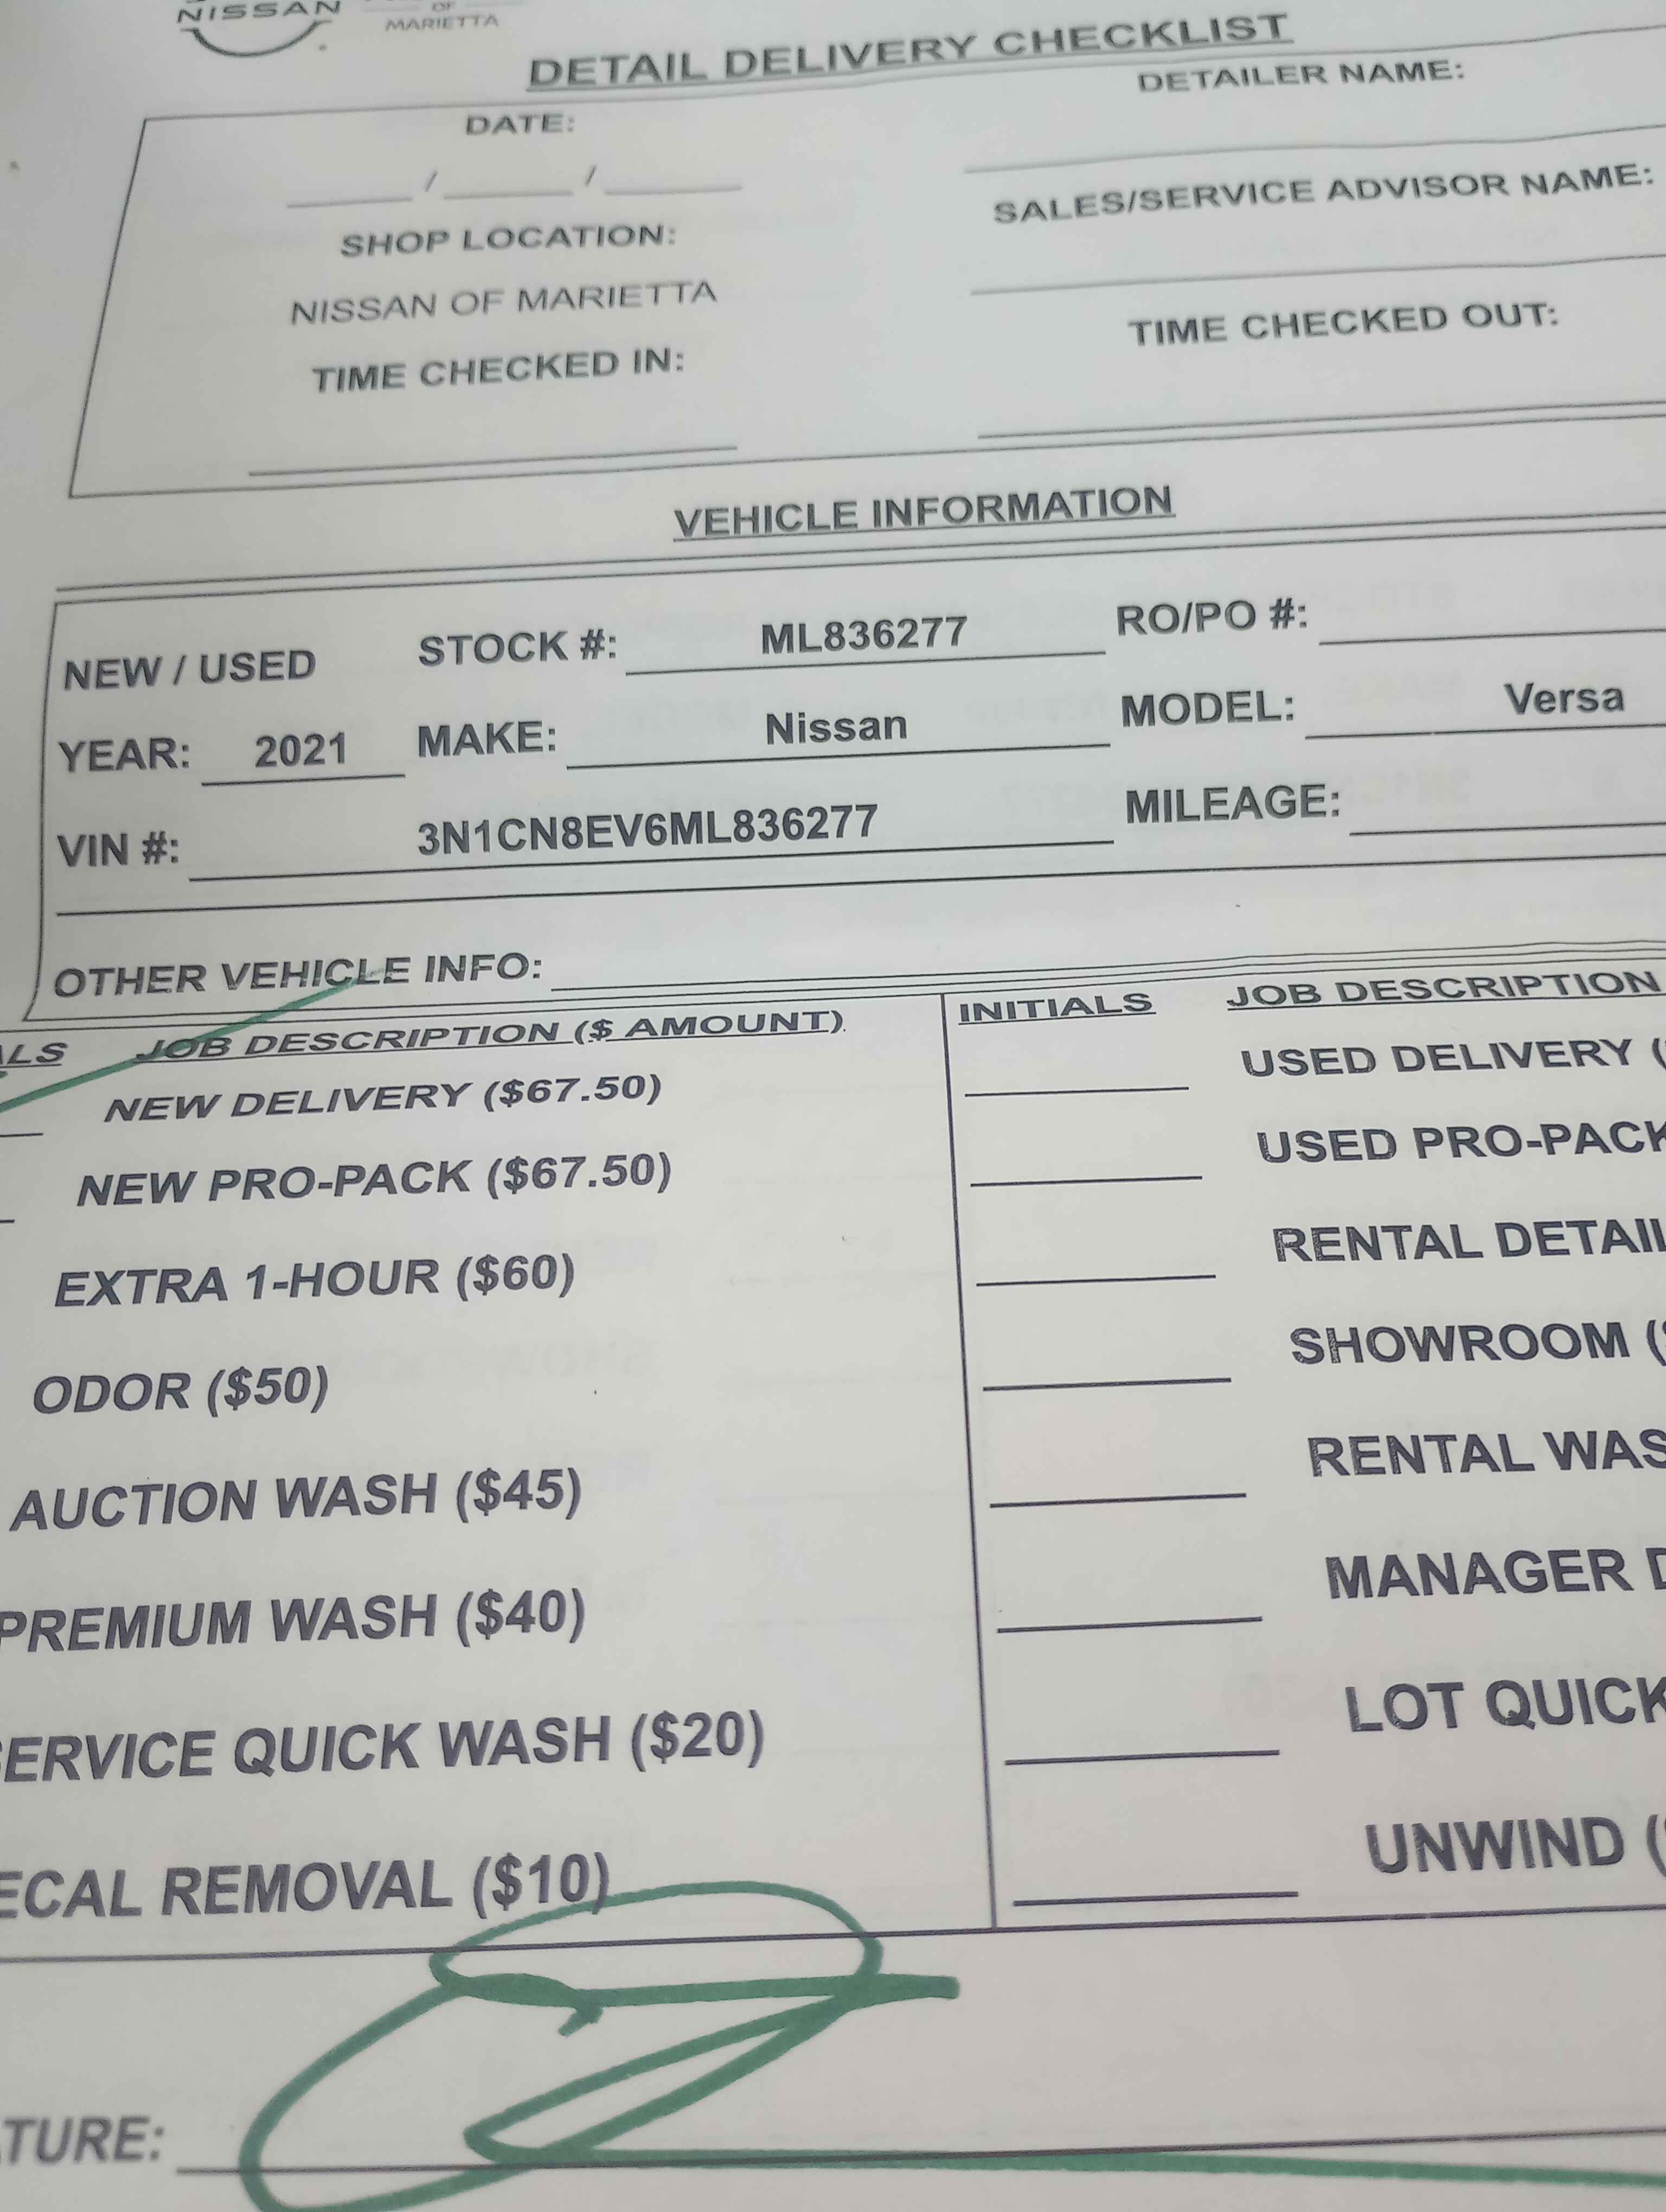 NISSAN
OF
MARIETTA
DETAIL DELIVERY CHECKLIST
DATE:
DETAILER NAME:
/ /
SHOP LOCATION:
SALES/SERVICE ADVISOR NAME:
NISSAN OF MARIETTA
TIME CHECKED IN:
TIME CHECKED OUT:
VEHICLE INFORMATION
NEW / USED STOCK #: ML836277 RO/PO #:
YEAR: 2021 MAKE: Nissan MODEL: Versa
VIN #: 3N1CN8EV6ML836277 MILEAGE:
OTHER VEHICLE INFO:
ALS JOB DESCRIPTION ($ AMOUNT) INITIALS JOB DESCRIPTION
NEW DELIVERY ($67.50) USED DELIVERY (
NEW PRO-PACK ($67.50) USED PRO-PACK
EXTRA 1-HOUR ($60) RENTAL DETAIL
ODOR ($50) SHOWROOM (
AUCTION WASH ($45) RENTAL WAS
PREMIUM WASH ($40) MANAGER D
SERVICE QUICK WASH ($20) LOT QUICK
ECAL REMOVAL ($10) UNWIND (
TURE: